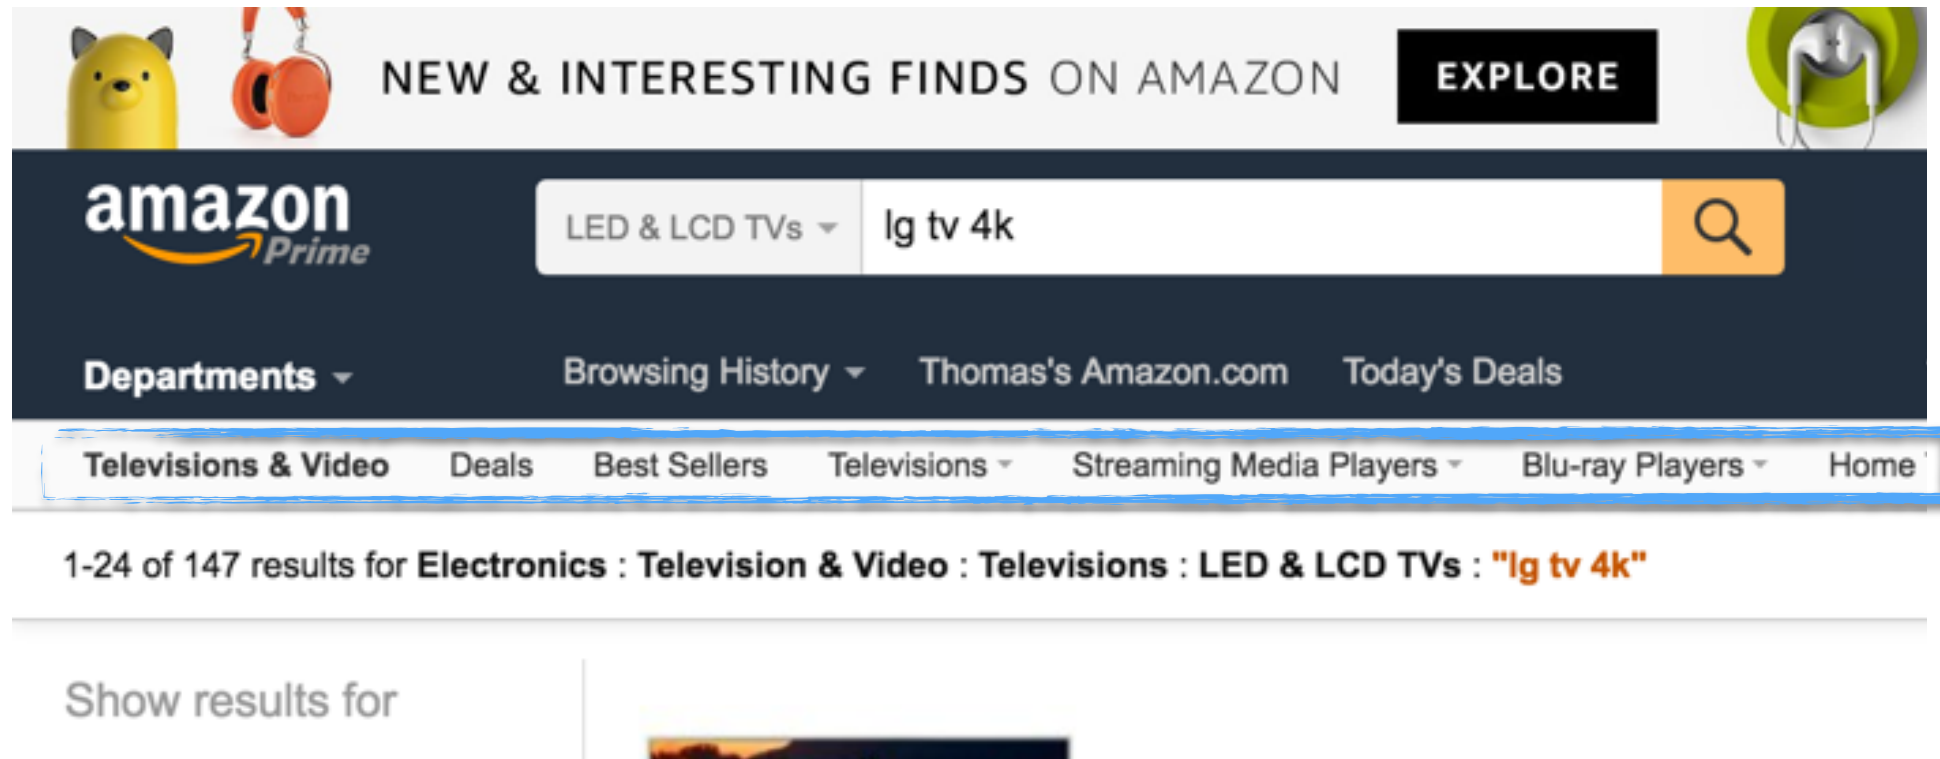 NEW & INTERESTING FINDS ON AMAZON EXPLORE
amazon
Prime
LED & LCD TVs lg tv 4k
Departments Browsing History Thomas's Amazon.com Today's Deals
Televisions & Video Deals Best Sellers Televisions Streaming Media Players Blu-ray Players Home
1-24 of 147 results for Electronics : Television & Video : Televisions : LED & LCD TVs : "lg tv 4k"
Show results for